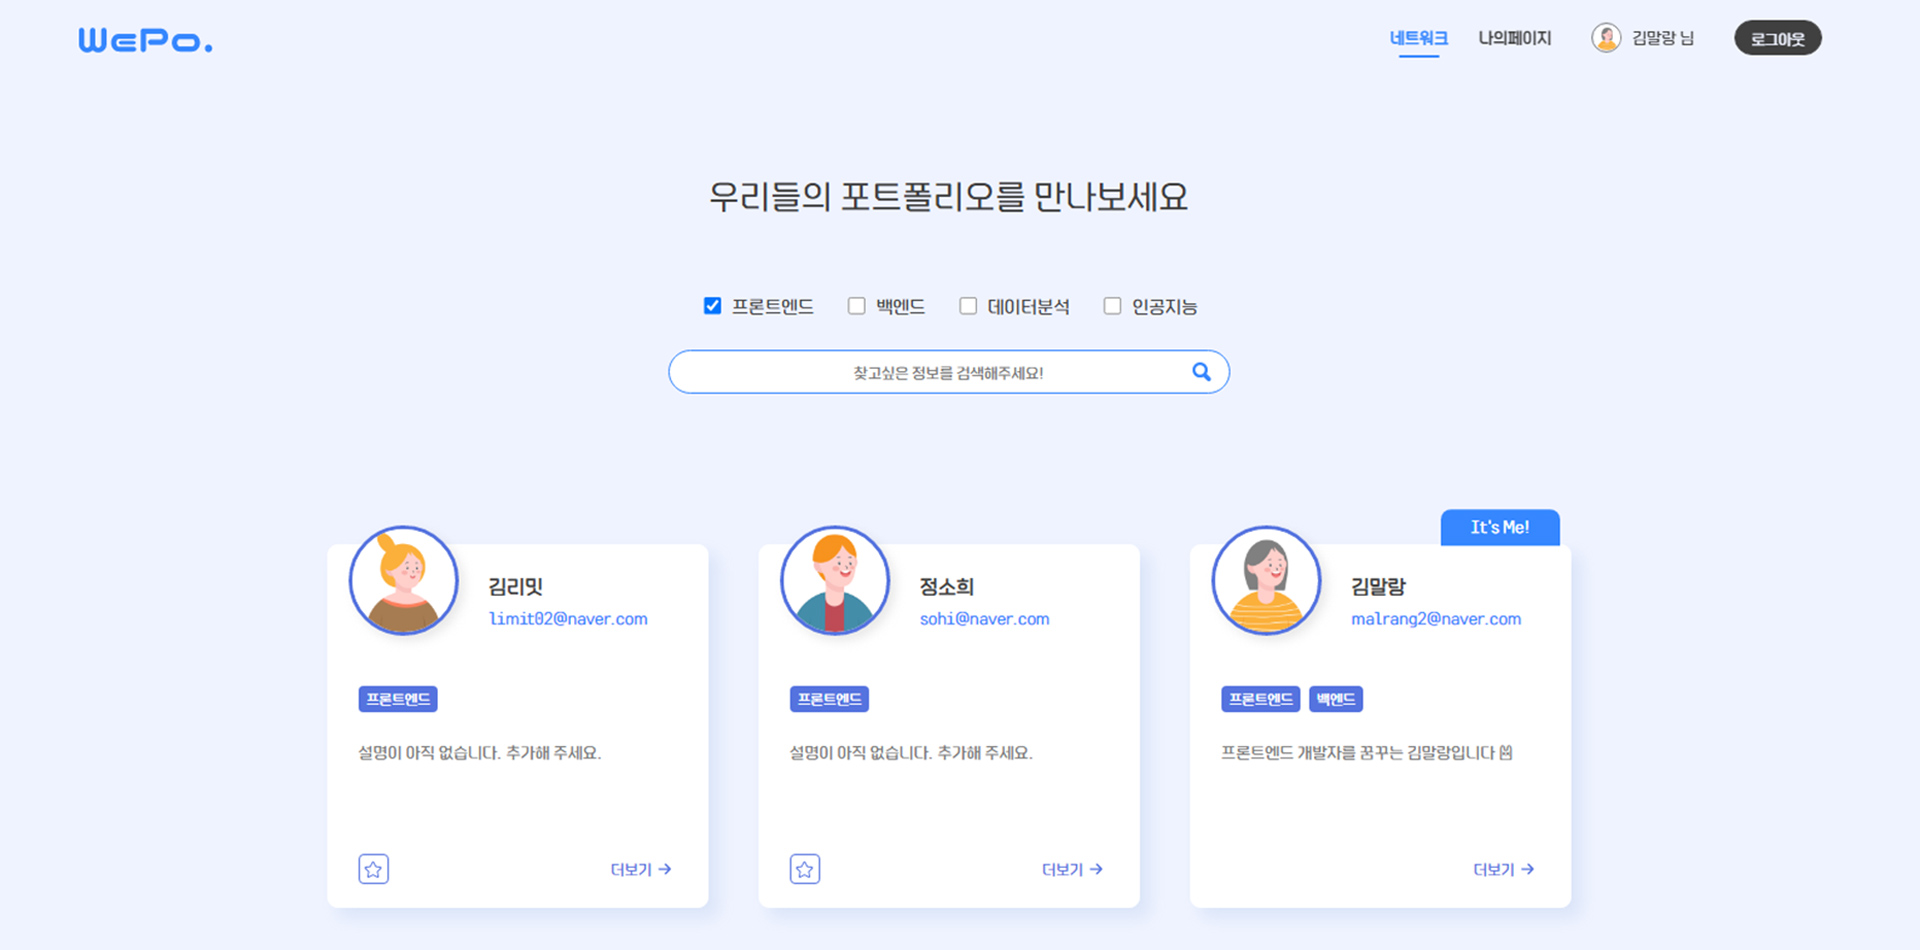 WePo.
네트워크 나의페이지 김말랑 님 로그아웃
우리들의 포트폴리오를 만나보세요
프론트엔드 백엔드 데이터분석 인공지능
찾고싶은 정보를 검색해주세요!
It's Me!
김리밋
limit02@naver.com
프론트엔드
설명이 아직 없습니다. 추가해 주세요.
더보기 →
정소희
sohi@naver.com
프론트엔드
설명이 아직 없습니다. 추가해 주세요.
더보기 →
김말랑
malrang2@naver.com
프론트엔드 백엔드
프론트엔드 개발자를 꿈꾸는 김말랑입니다
더보기 →